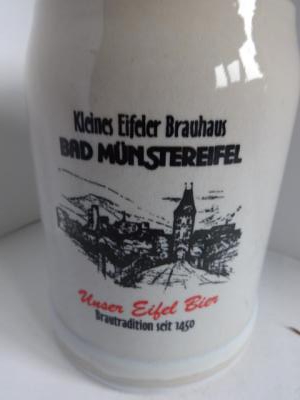 Kleines Eifeler Brauhaus
BAD MÜNSTEREIFEL
Unser Eifel Bier
Brautradition seit 1450